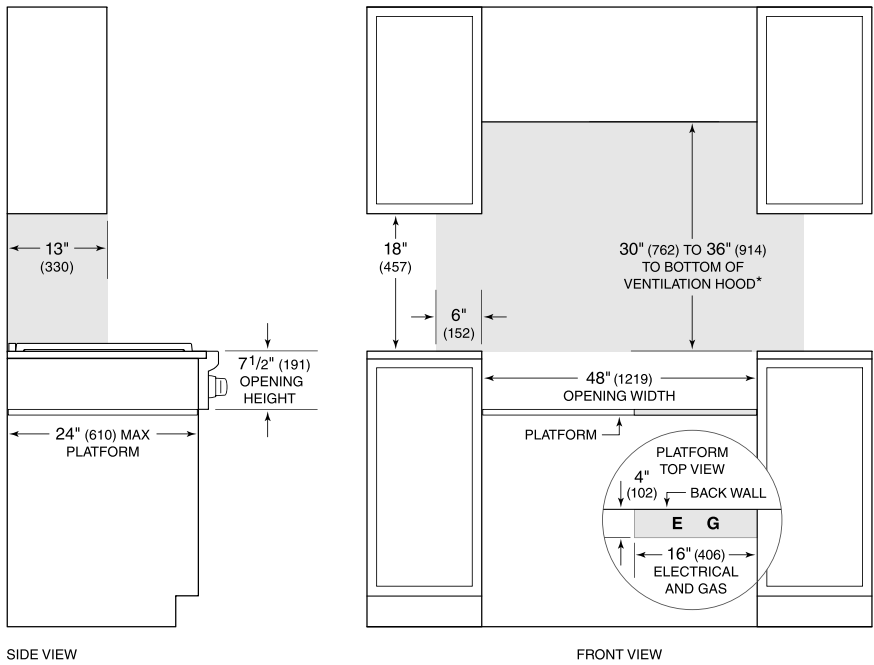 13"
(330)
7 1/2" (191)
OPENING
HEIGHT
24" (610) MAX
PLATFORM
SIDE VIEW
18"
(457)
30" (762) TO 36" (914)
TO BOTTOM OF
VENTILATION HOOD*
6"
(152)
48" (1219)
OPENING WIDTH
PLATFORM
PLATFORM
TOP VIEW
4"
(102)
BACK WALL
E G
16" (406)
ELECTRICAL
AND GAS
FRONT VIEW